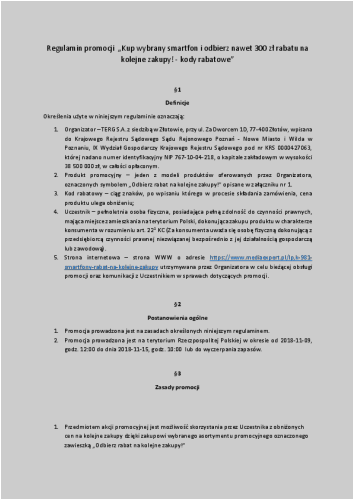 Regulamin promocji „Kup wybrany smartfon i odbierz nawet 300 zł rabatu na
kolejne zakupy! - kody rabatowe”
§1
Definicje
Określenia użyte w niniejszym regulaminie oznaczają:
1. Organizator – TERG S.A. z siedzibą w Złotowie, przy ul. Za Dworcem 1D, 77-400 Złotów, wpisana
do Krajowego Rejestru Sądowego Sądu Rejonowego Poznań - Nowe Miasto i Wilda w
Poznaniu, IX Wydział Gospodarczy Krajowego Rejestru Sądowego pod nr KRS 0000427063,
której nadano numer identyfikacyjny NIP 767-10-04-218, o kapitale zakładowym w wysokości
38 500 000 zł, w całości opłaconym.
2. Produkt promocyjny – jeden z modeli produktów oferowanych przez Organizatora,
oznaczonych symbolem „Odbierz rabat na kolejne zakupy!” opisane w załączniku nr 1.
3. Kod rabatowy – ciąg znaków, po wpisaniu którego w procesie składania zamówienia, cena
produktu ulega obniżeniu;
4. Uczestnik – pełnoletnia osoba fizyczna, posiadająca pełną zdolność do czynności prawnych,
mająca miejsce zamieszkania na terytorium Polski, dokonująca zakupu produktu w charakterze
konsumenta w rozumieniu art. 22¹ KC (Za konsumenta uważa się osobę fizyczną dokonującą z
przedsiębiorcą czynności prawnej niezwiązanej bezpośrednio z jej działalnością gospodarczą
lub zawodową).
5. Strona internetowa – strona WWW o adresie https://www.mediaexpert.pl/lp,k-981-
smartfony-rabat-na-kolejne-zakupy utrzymywana przez Organizatora w celu bieżącej obsługi
promocji oraz komunikacji z Uczestnikiem w sprawach dotyczących promocji.
§2
Postanowienia ogólne
1. Promocja prowadzona jest na zasadach określonych niniejszym regulaminem.
2. Promocja prowadzona jest na terytorium Rzeczpospolitej Polskiej w okresie od 2018-11-09,
godz. 12:00 do dnia 2018-11-15, godz. 10:00 lub do wyczerpania zapasów.
§3
Zasady promocji
1. Przedmiotem akcji promocyjnej jest możliwość skorzystania przez Uczestnika z obniżonych
cen na kolejne zakupy dzięki zakupowi wybranego asortymentu promocyjnego oznaczonego
zawieszką „Odbierz rabat na kolejne zakupy!”